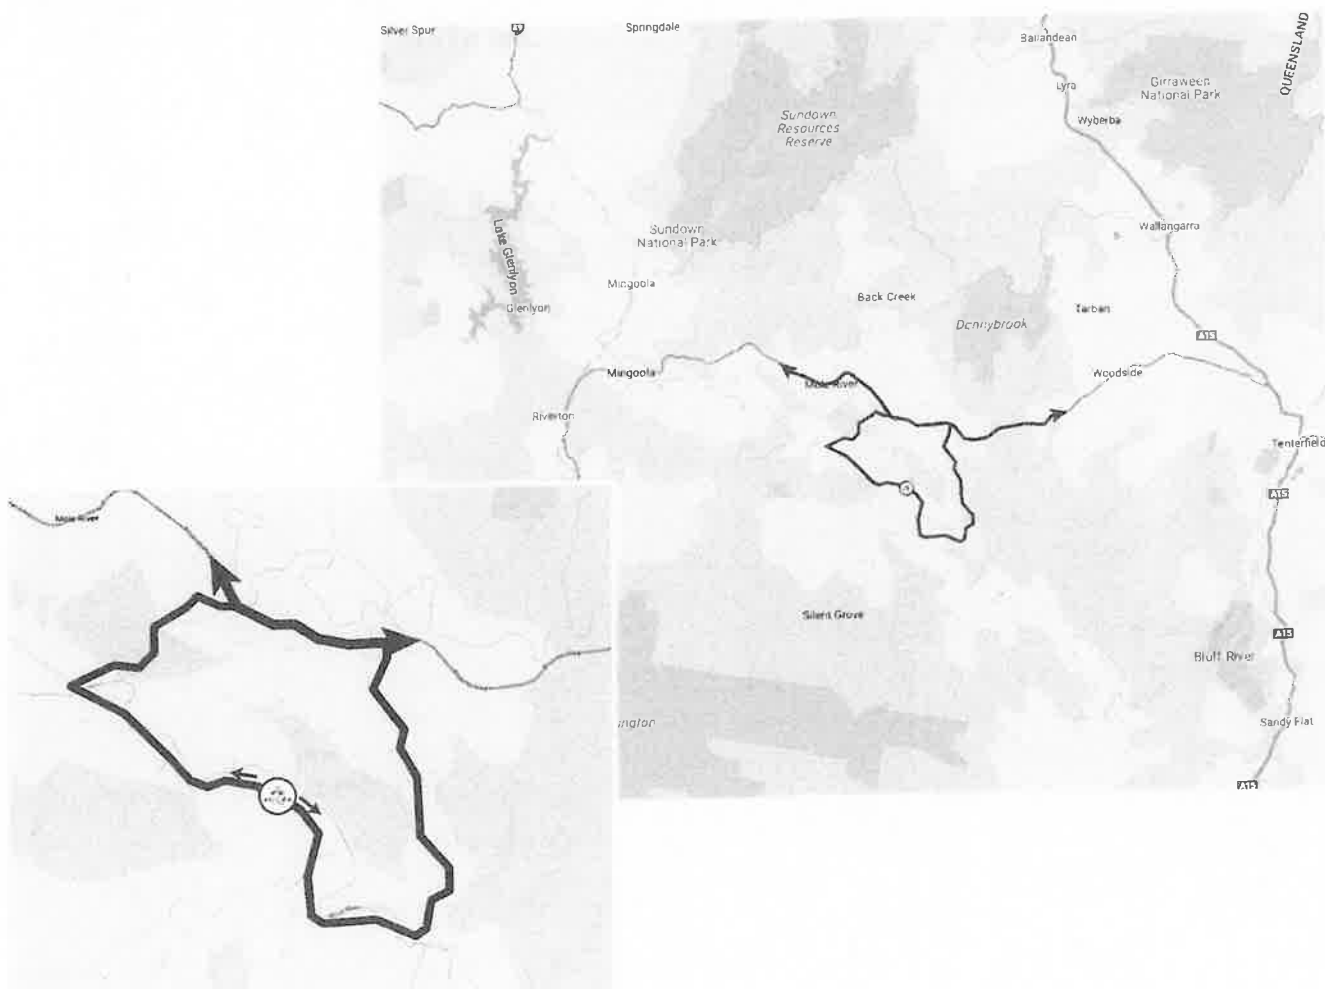 Silver Spur
Springdale
Ballandean
QUEENSLAND
Girraween
National Park
Lyra
Wyberba
Sundown
Resources
Reserve
Wallangarra
Sundown
National Park
Lake Glenlyon
Mingoola
Glenlyon
Back Creek
Tarban
Donnybrook
A15
Mingoola
Mole River
Woodside
Riverton
Tenterfield
A15
Mole River
Silent Grove
A15
Bluff River
ington
Sandy Flat
A15